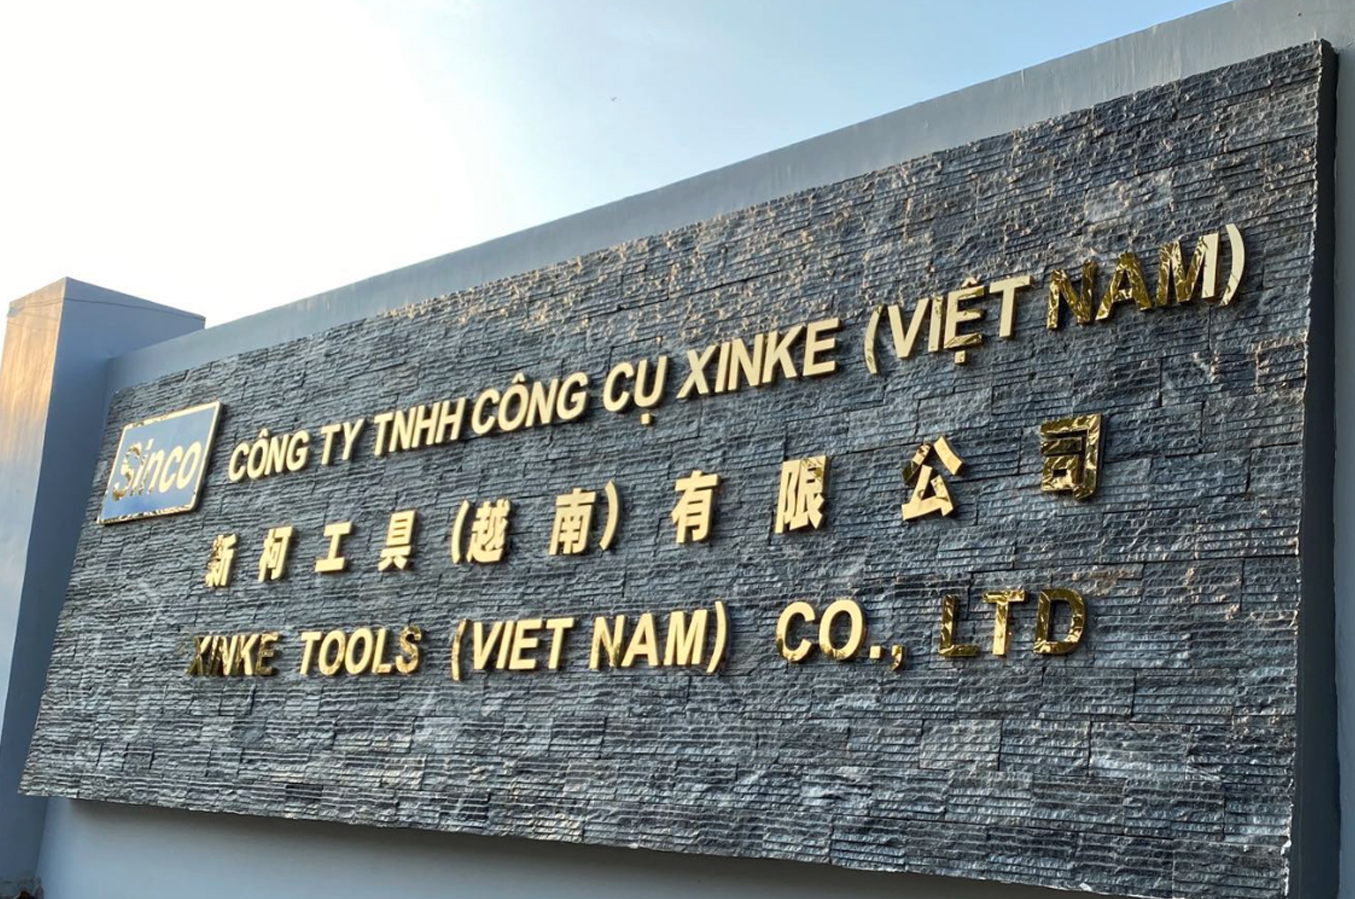 Sinco
CÔNG TY TNHH CÔNG CỤ XINKE (VIỆT NAM)
新柯工具(越南)有限公司
XINKE TOOLS (VIET NAM) CO., LTD